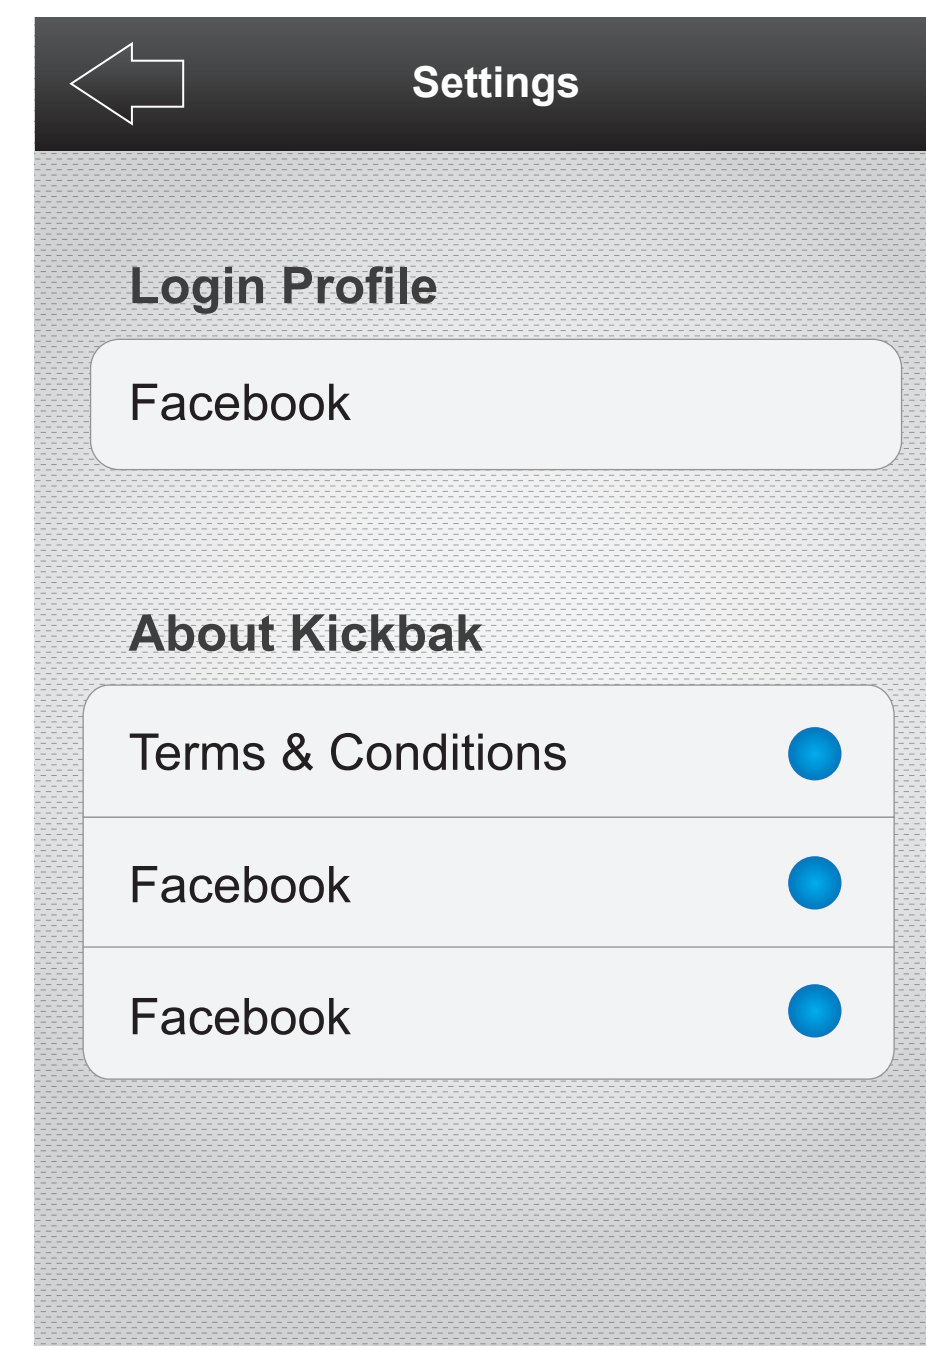 Settings
Login Profile
Facebook
About Kickbak
Terms & Conditions
Facebook
Facebook